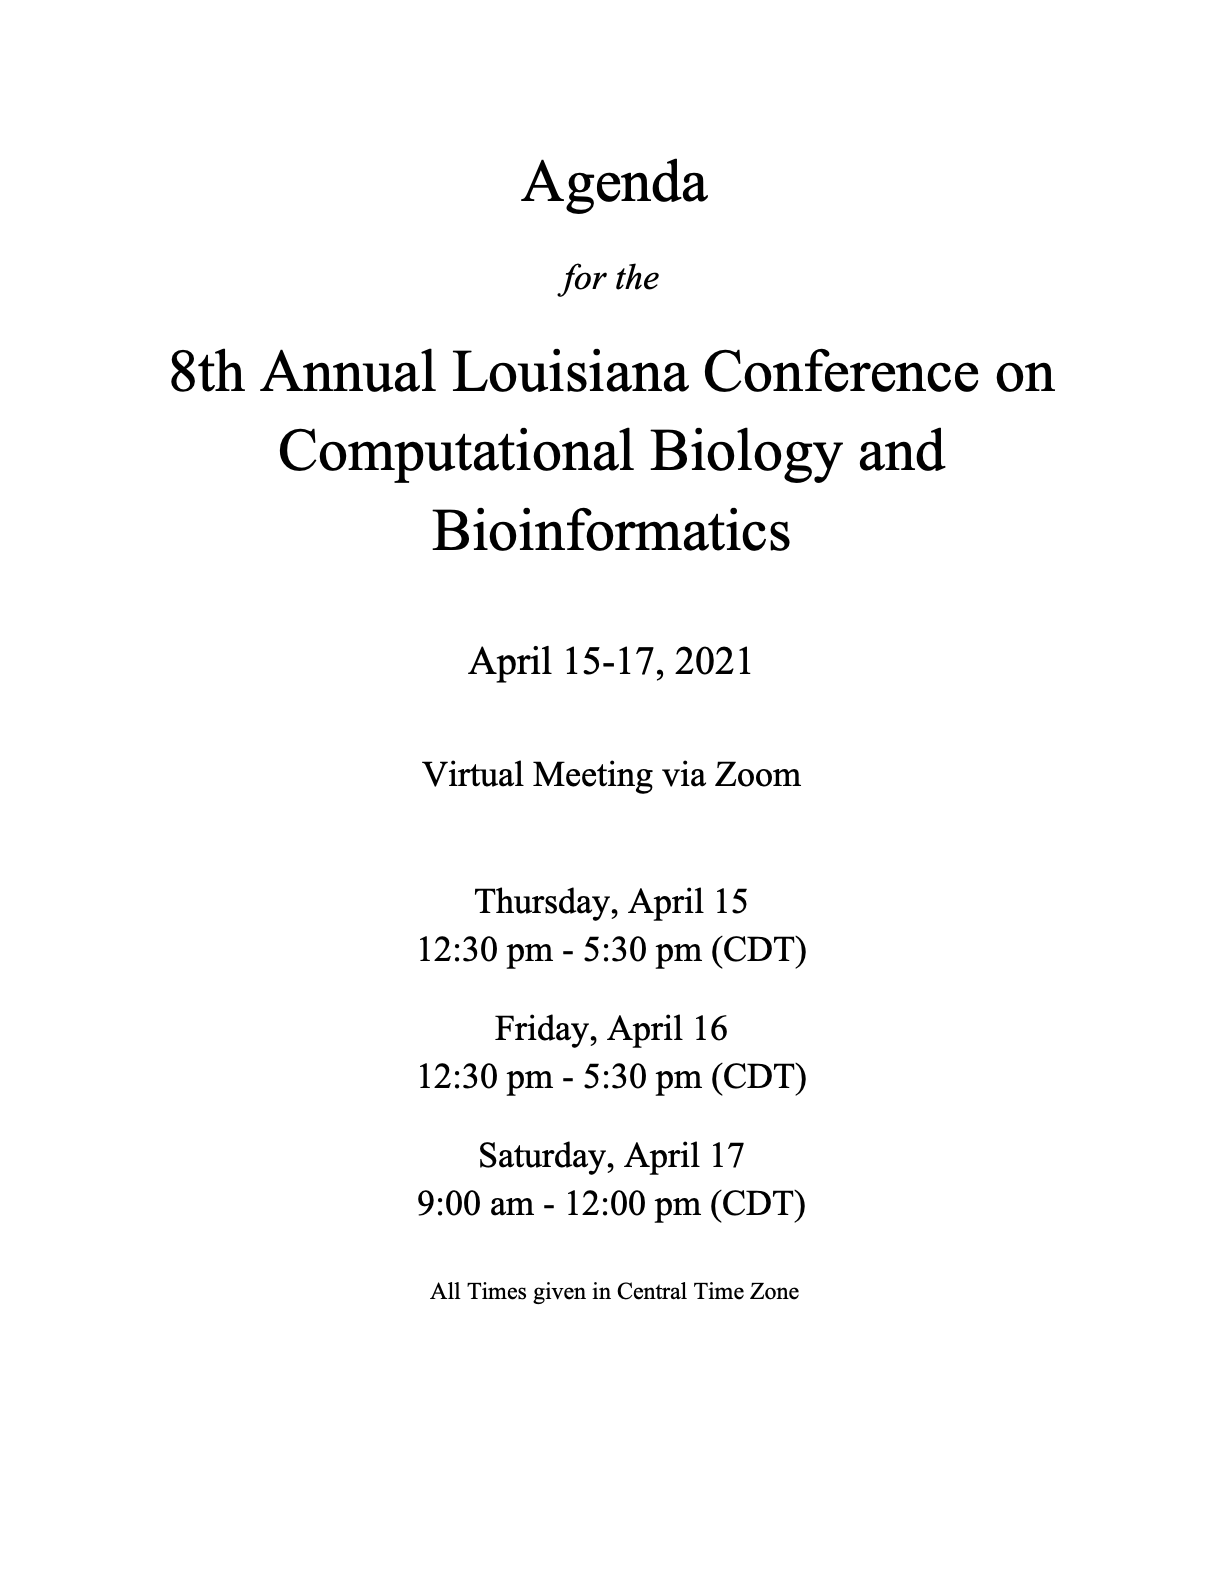 Agenda
for the
8th Annual Louisiana Conference on
Computational Biology and
Bioinformatics
April 15-17, 2021
Virtual Meeting via Zoom
Thursday, April 15
12:30 pm - 5:30 pm (CDT)
Friday, April 16
12:30 pm - 5:30 pm (CDT)
Saturday, April 17
9:00 am - 12:00 pm (CDT)
All Times given in Central Time Zone